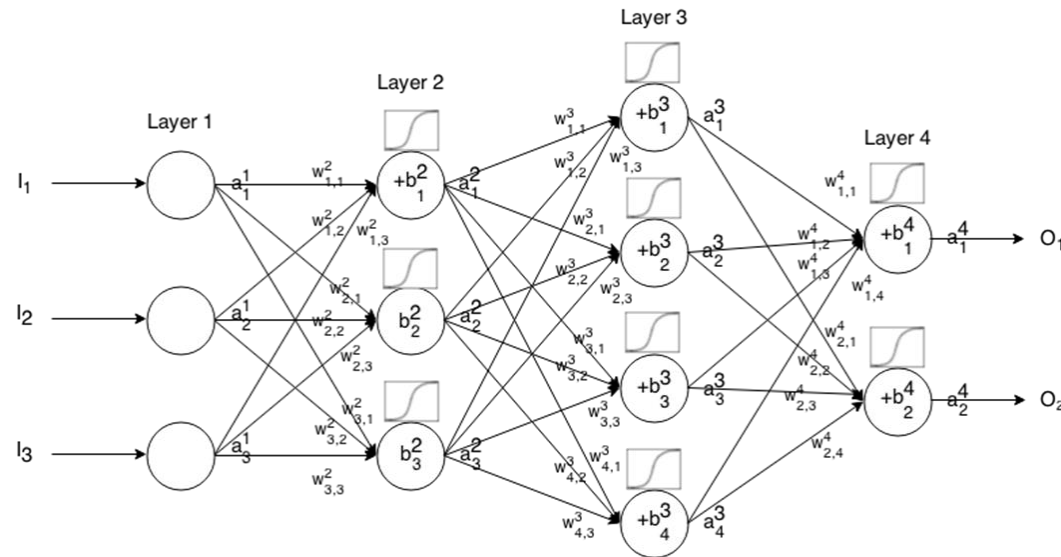 Layer 1
Layer 2
Layer 3
Layer 4
I₁
I₂
I₃
a¹₁
a¹₂
a¹₃
w²₁,₁
w²₁,₂
w²₁,₃
w²₂,₁
w²₂,₂
w²₂,₃
w²₃,₁
w²₃,₂
w²₃,₃
+b²₁
b²₂
b²₃
a²₁
a²₂
a²₃
w³₁,₁
w³₁,₂
w³₁,₃
w³₂,₁
w³₂,₂
w³₂,₃
w³₃,₁
w³₃,₂
w³₃,₃
w³₄,₁
w³₄,₂
w³₄,₃
+b³₁
+b³₂
+b³₃
+b³₄
a³₁
a³₂
a³₃
a³₄
w⁴₁,₁
w⁴₁,₂
w⁴₁,₃
w⁴₁,₄
w⁴₂,₁
w⁴₂,₂
w⁴₂,₃
w⁴₂,₄
+b⁴₁
+b⁴₂
a⁴₁
a⁴₂
O₁
O₂